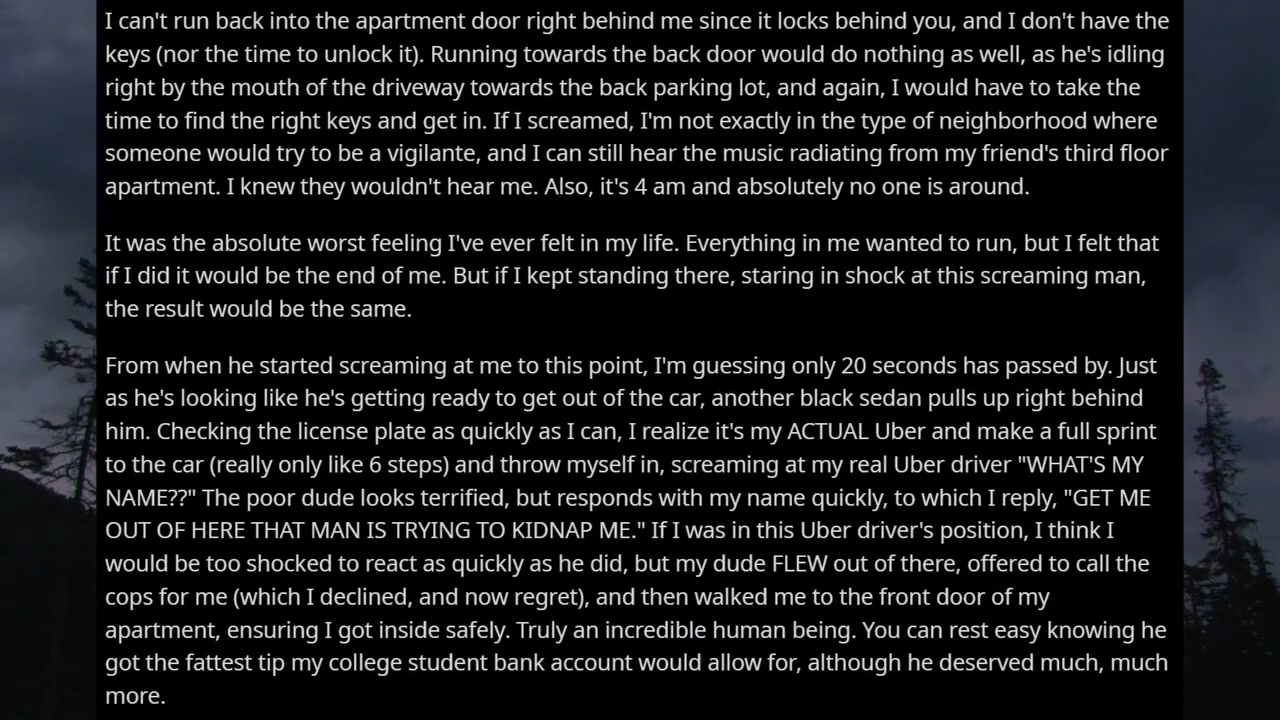 I can't run back into the apartment door right behind me since it locks behind you, and I don't have the
keys (nor the time to unlock it). Running towards the back door would do nothing as well, as he's idling
right by the mouth of the driveway towards the back parking lot, and again, I would have to take the
time to find the right keys and get in. If I screamed, I'm not exactly in the type of neighborhood where
someone would try to be a vigilante, and I can still hear the music radiating from my friend's third floor
apartment. I knew they wouldn't hear me. Also, it's 4 am and absolutely no one is around.
It was the absolute worst feeling I've ever felt in my life. Everything in me wanted to run, but I felt that
if I did it would be the end of me. But if I kept standing there, staring in shock at this screaming man,
the result would be the same.
From when he started screaming at me to this point, I'm guessing only 20 seconds has passed by. Just
as he's looking like he's getting ready to get out of the car, another black sedan pulls up right behind
him. Checking the license plate as quickly as I can, I realize it's my ACTUAL Uber and make a full sprint
to the car (really only like 6 steps) and throw myself in, screaming at my real Uber driver "WHAT'S MY
NAME??" The poor dude looks terrified, but responds with my name quickly, to which I reply, "GET ME
OUT OF HERE THAT MAN IS TRYING TO KIDNAP ME." If I was in this Uber driver's position, I think I
would be too shocked to react as quickly as he did, but my dude FLEW out of there, offered to call the
cops for me (which I declined, and now regret), and then walked me to the front door of my
apartment, ensuring I got inside safely. Truly an incredible human being. You can rest easy knowing he
got the fattest tip my college student bank account would allow for, although he deserved much, much
more.